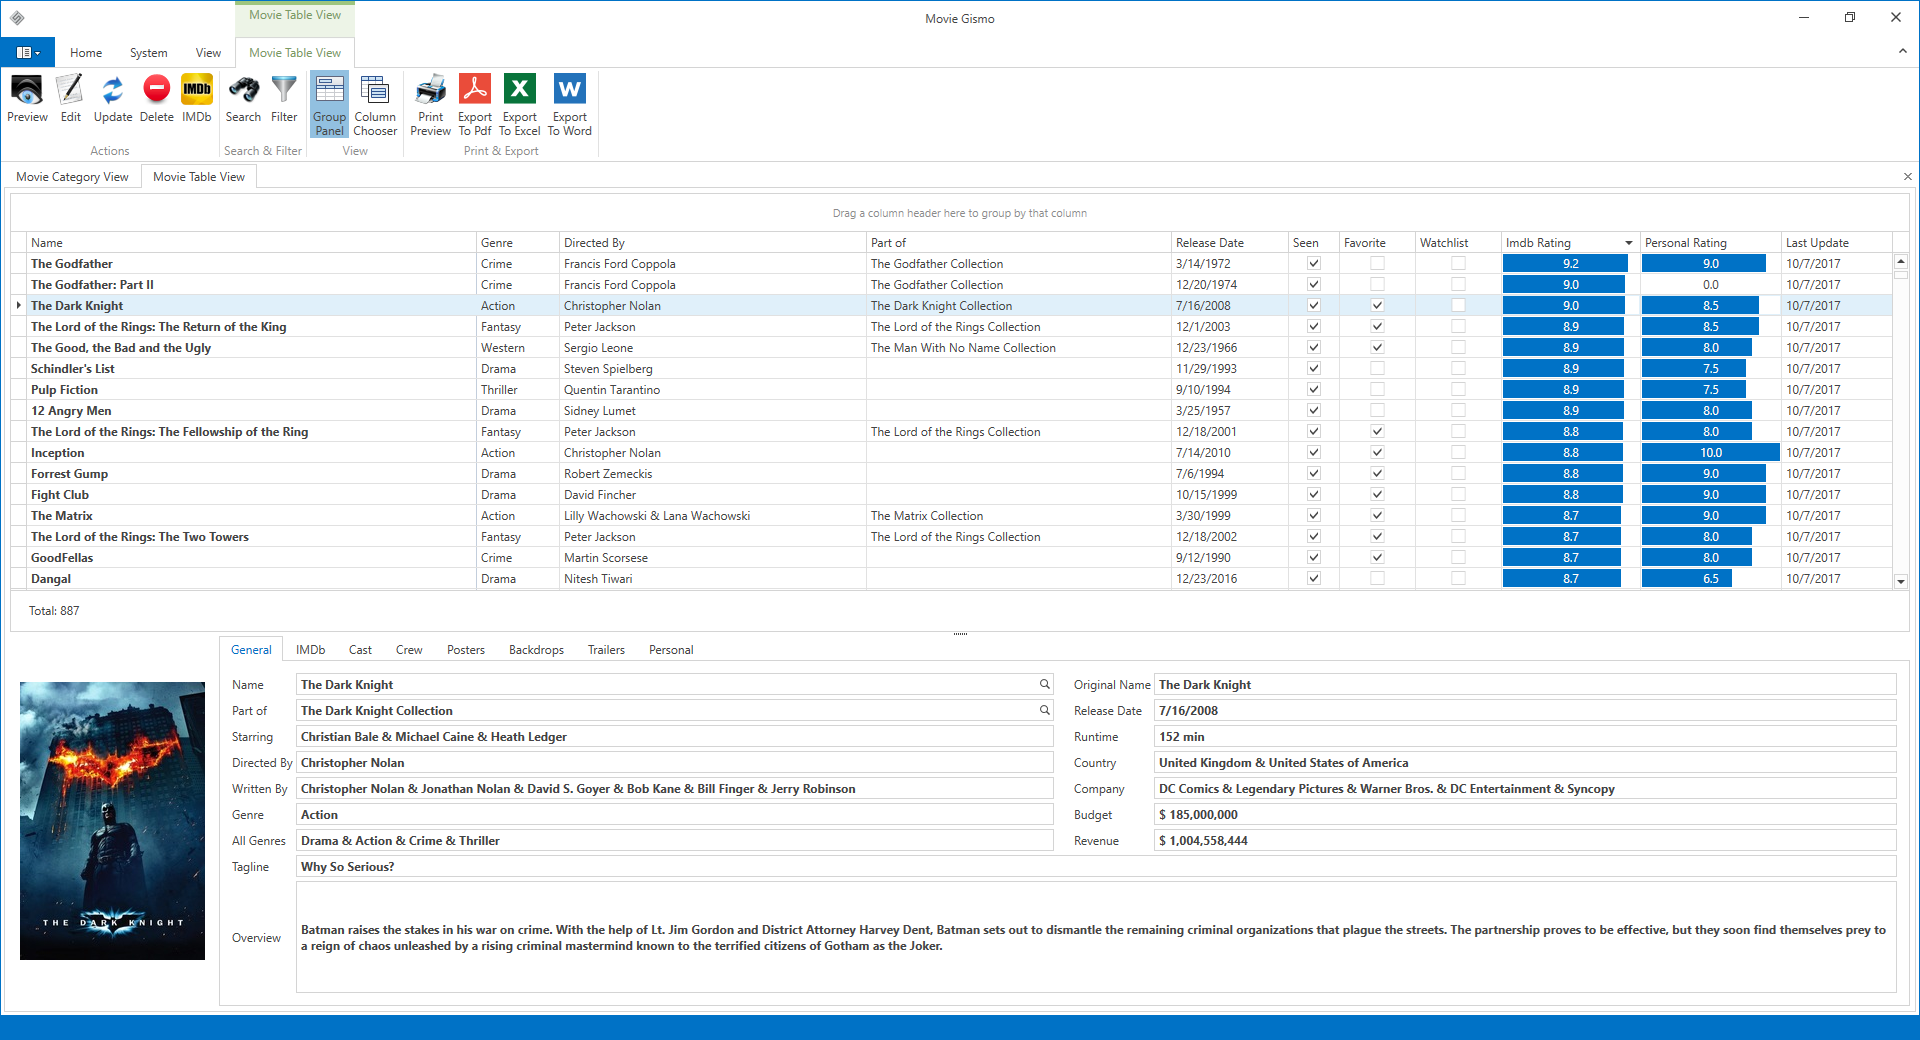 Movie Table View
Movie Gismo
Home System View Movie Table View
Preview Edit Update Delete IMDb Search Filter Group Panel Column Chooser Print Preview Export To Pdf Export To Excel Export To Word
Actions Search & Filter View Print & Export
Movie Category View Movie Table View
Drag a column header here to group by that column
Name Genre Directed By Part of Release Date Seen Favorite Watchlist Imdb Rating Personal Rating Last Update
The Godfather Crime Francis Ford Coppola The Godfather Collection 3/14/1972 9.2 9.0 10/7/2017
The Godfather: Part II Crime Francis Ford Coppola The Godfather Collection 12/20/1974 9.0 0.0 10/7/2017
The Dark Knight Action Christopher Nolan The Dark Knight Collection 7/16/2008 9.0 8.5 10/7/2017
The Lord of the Rings: The Return of the King Fantasy Peter Jackson The Lord of the Rings Collection 12/1/2003 8.9 8.5 10/7/2017
The Good, the Bad and the Ugly Western Sergio Leone The Man With No Name Collection 12/23/1966 8.9 8.0 10/7/2017
Schindler's List Drama Steven Spielberg 11/29/1993 8.9 7.5 10/7/2017
Pulp Fiction Thriller Quentin Tarantino 9/10/1994 8.9 7.5 10/7/2017
12 Angry Men Drama Sidney Lumet 3/25/1957 8.9 8.0 10/7/2017
The Lord of the Rings: The Fellowship of the Ring Fantasy Peter Jackson The Lord of the Rings Collection 12/18/2001 8.8 8.0 10/7/2017
Inception Action Christopher Nolan 7/14/2010 8.8 10.0 10/7/2017
Forrest Gump Drama Robert Zemeckis 7/6/1994 8.8 9.0 10/7/2017
Fight Club Drama David Fincher 10/15/1999 8.8 9.0 10/7/2017
The Matrix Action Lilly Wachowski & Lana Wachowski The Matrix Collection 3/30/1999 8.7 9.0 10/7/2017
The Lord of the Rings: The Two Towers Fantasy Peter Jackson The Lord of the Rings Collection 12/18/2002 8.7 8.0 10/7/2017
GoodFellas Crime Martin Scorsese 9/12/1990 8.7 8.0 10/7/2017
Dangal Drama Nitesh Tiwari 12/23/2016 8.7 6.5 10/7/2017
Total: 887
General IMDb Cast Crew Posters Backdrops Trailers Personal
Name The Dark Knight Original Name The Dark Knight
Part of The Dark Knight Collection Release Date 7/16/2008
Starring Christian Bale & Michael Caine & Heath Ledger Runtime 152 min
Directed By Christopher Nolan Country United Kingdom & United States of America
Written By Christopher Nolan & Jonathan Nolan & David S. Goyer & Bob Kane & Bill Finger & Jerry Robinson Company DC Comics & Legendary Pictures & Warner Bros. & DC Entertainment & Syncopy
Genre Action Budget $ 185,000,000
All Genres Drama & Action & Crime & Thriller Revenue $ 1,004,558,444
Tagline Why So Serious?
THE DARK KNIGHT
Overview Batman raises the stakes in his war on crime. With the help of Lt. Jim Gordon and District Attorney Harvey Dent, Batman sets out to dismantle the remaining criminal organizations that plague the streets. The partnership proves to be effective, but they soon find themselves prey to
a reign of chaos unleashed by a rising criminal mastermind known to the terrified citizens of Gotham as the Joker.